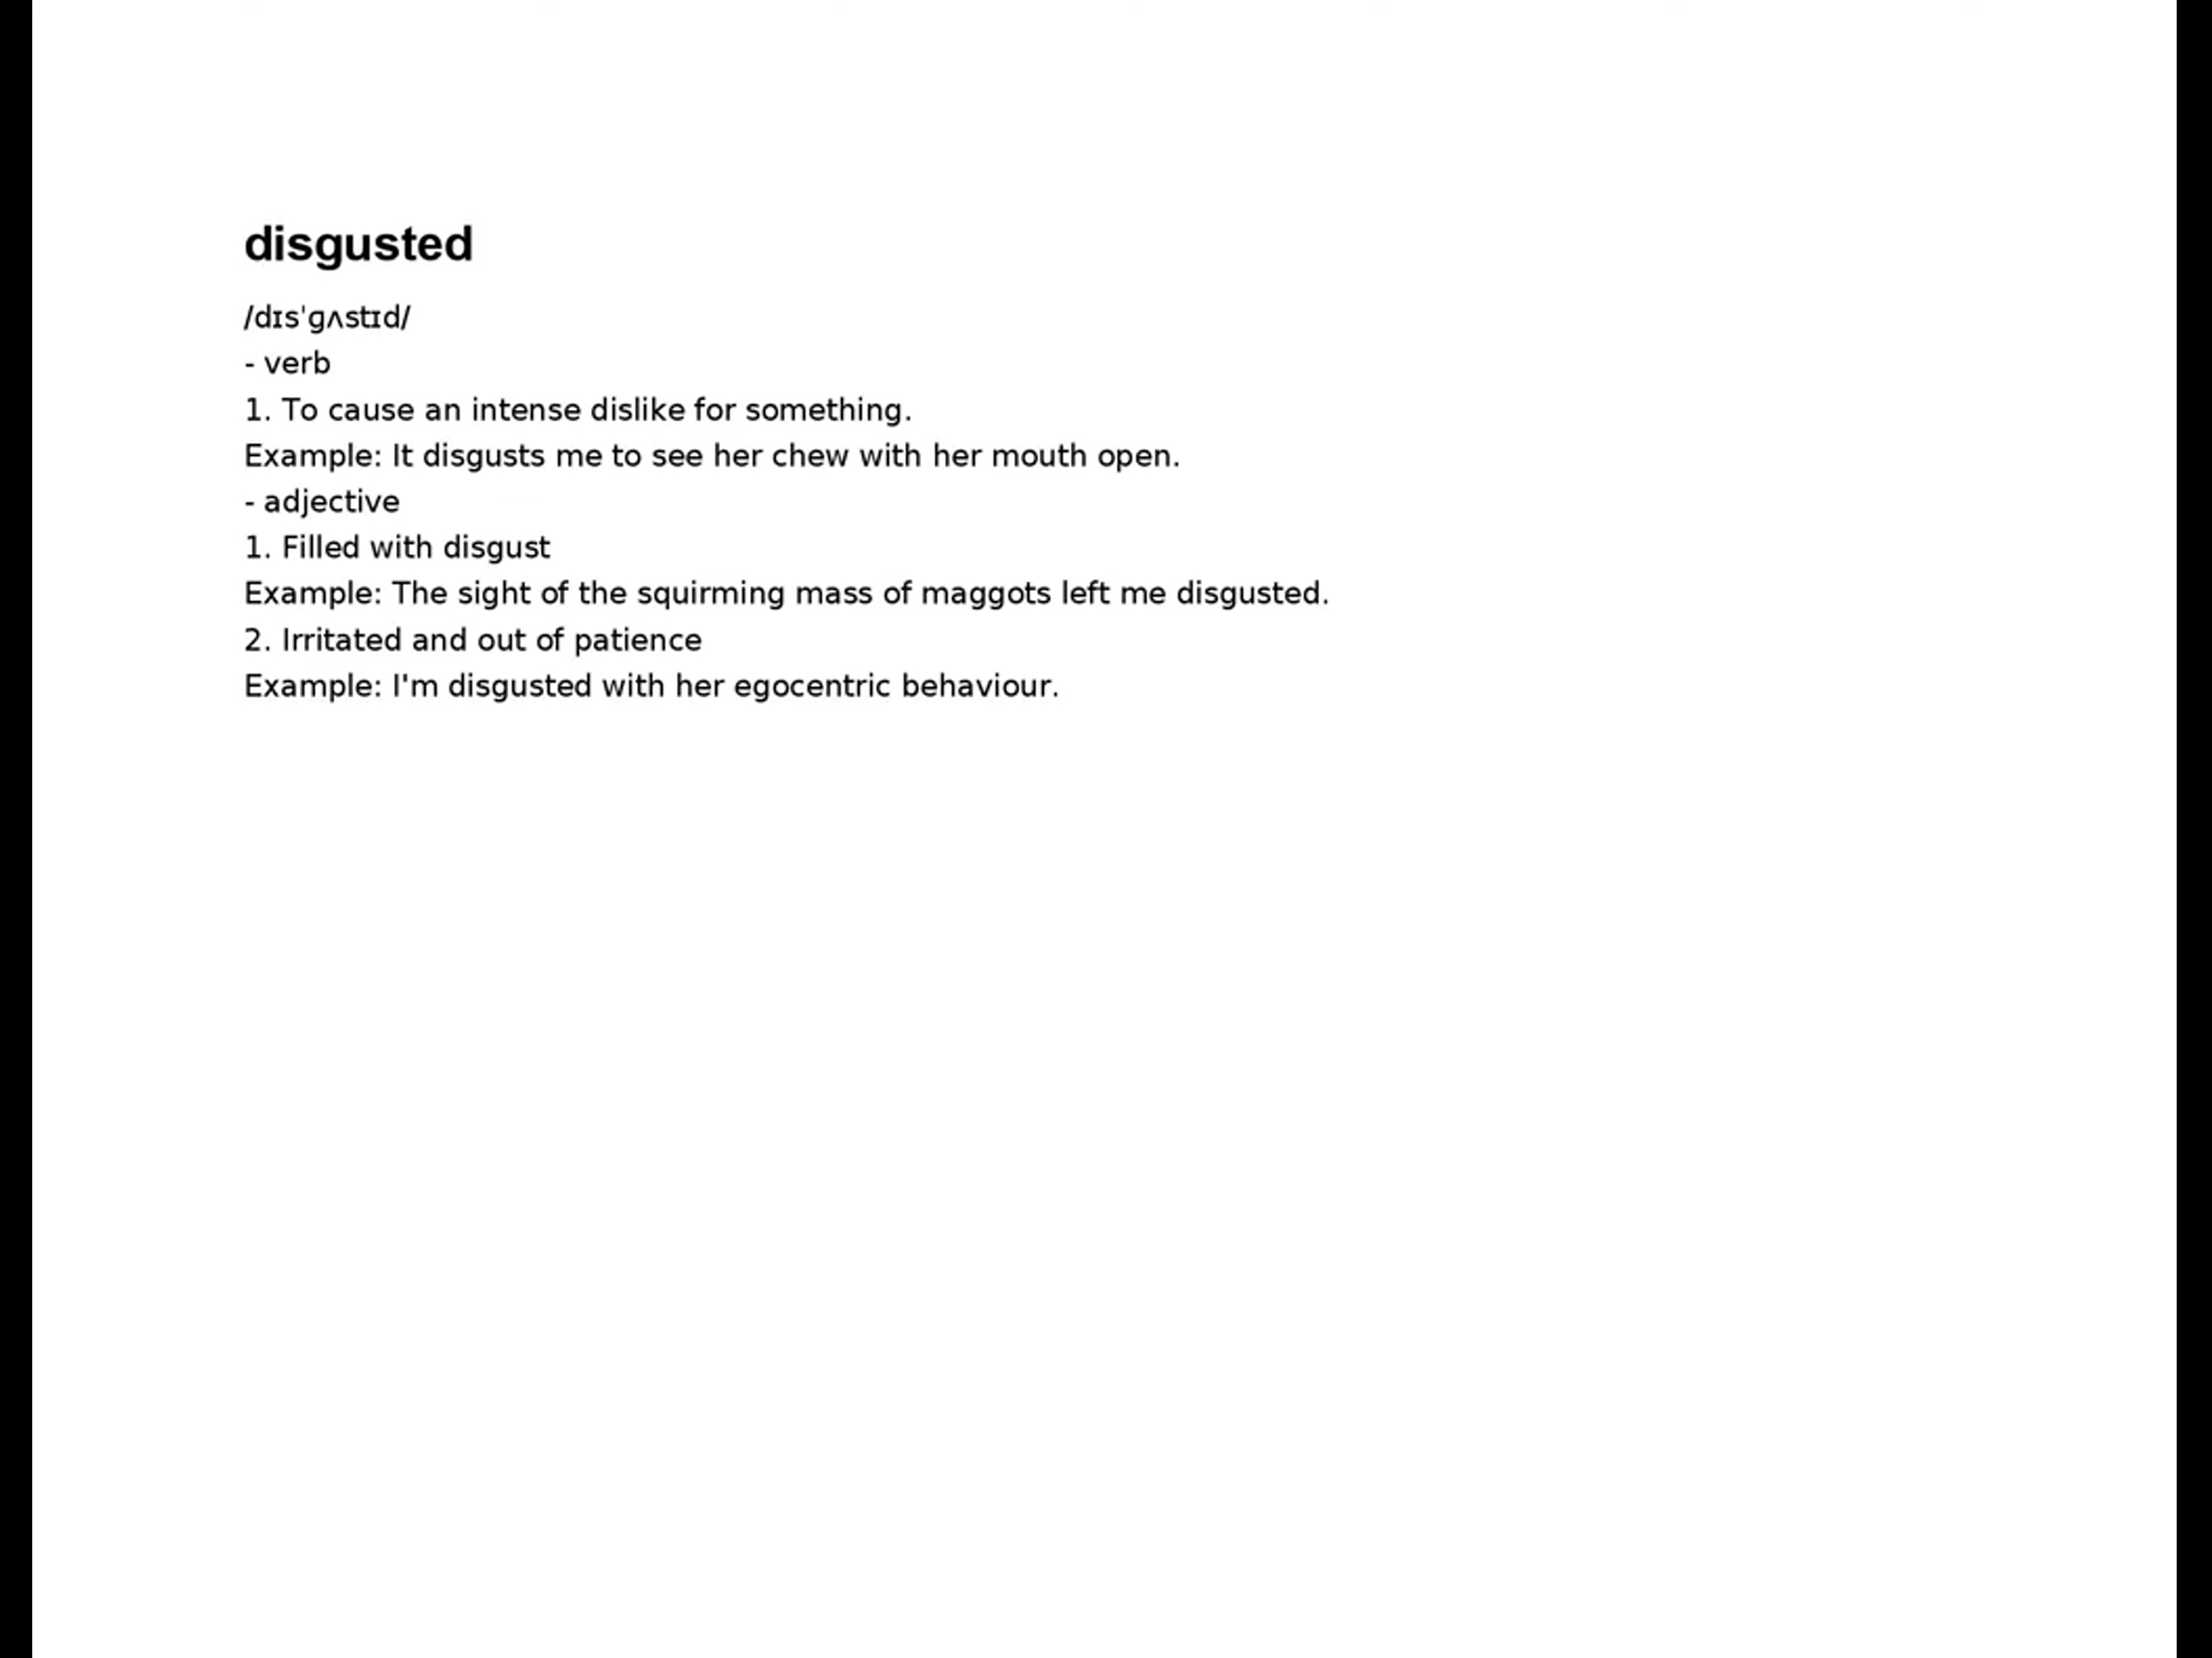 disgusted
/dɪsˈɡʌstɪd/
- verb
1. To cause an intense dislike for something.
Example: It disgusts me to see her chew with her mouth open.
- adjective
1. Filled with disgust
Example: The sight of the squirming mass of maggots left me disgusted.
2. Irritated and out of patience
Example: I'm disgusted with her egocentric behaviour.